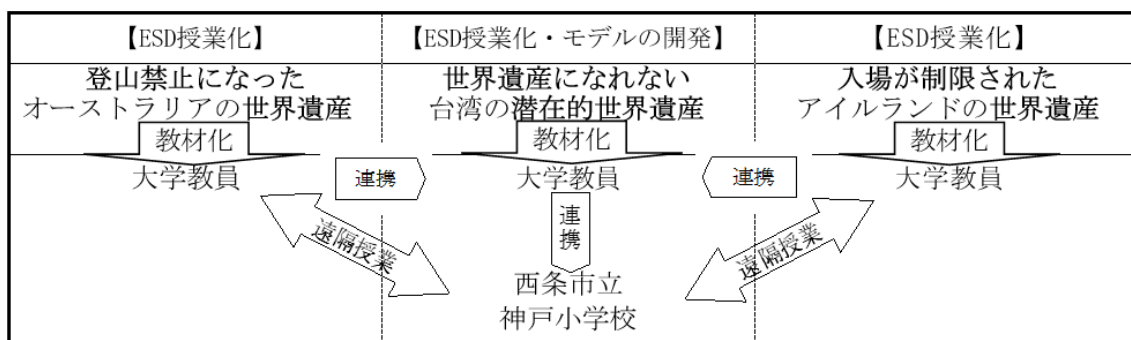 【ESD授業化】
【ESD授業化・モデルの開発】
【ESD授業化】
登山禁止になった
オーストラリアの世界遺産
世界遺産になれない
台湾の潜在的世界遺産
入場が制限された
アイルランドの世界遺産
教材化
教材化
教材化
大学教員
連携
大学教員
連携
大学教員
遠隔授業
連携
遠隔授業
西条市立
神戸小学校